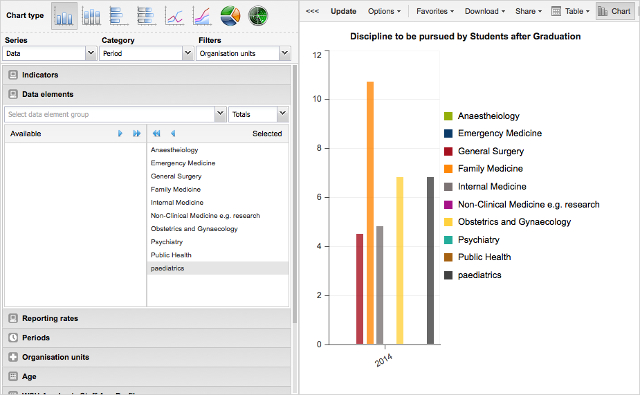 Chart type
Series
Category
Filters
Data
Period
Organisation units
Indicators
Data elements
Select data element group
Totals
Available
Selected
Anaestheiology
Emergency Medicine
General Surgery
Family Medicine
Internal Medicine
Non-Clinical Medicine e.g. research
Obstetrics and Gynaecology
Psychiatry
Public Health
paediatrics
Reporting rates
Periods
Organisation units
Age
<<< Update Options Favorites Download Share Table Chart
Discipline to be pursued by Students after Graduation
12
10
8
6
4
2
0
2014
Anaestheiology
Emergency Medicine
General Surgery
Family Medicine
Internal Medicine
Non-Clinical Medicine e.g. research
Obstetrics and Gynaecology
Psychiatry
Public Health
paediatrics